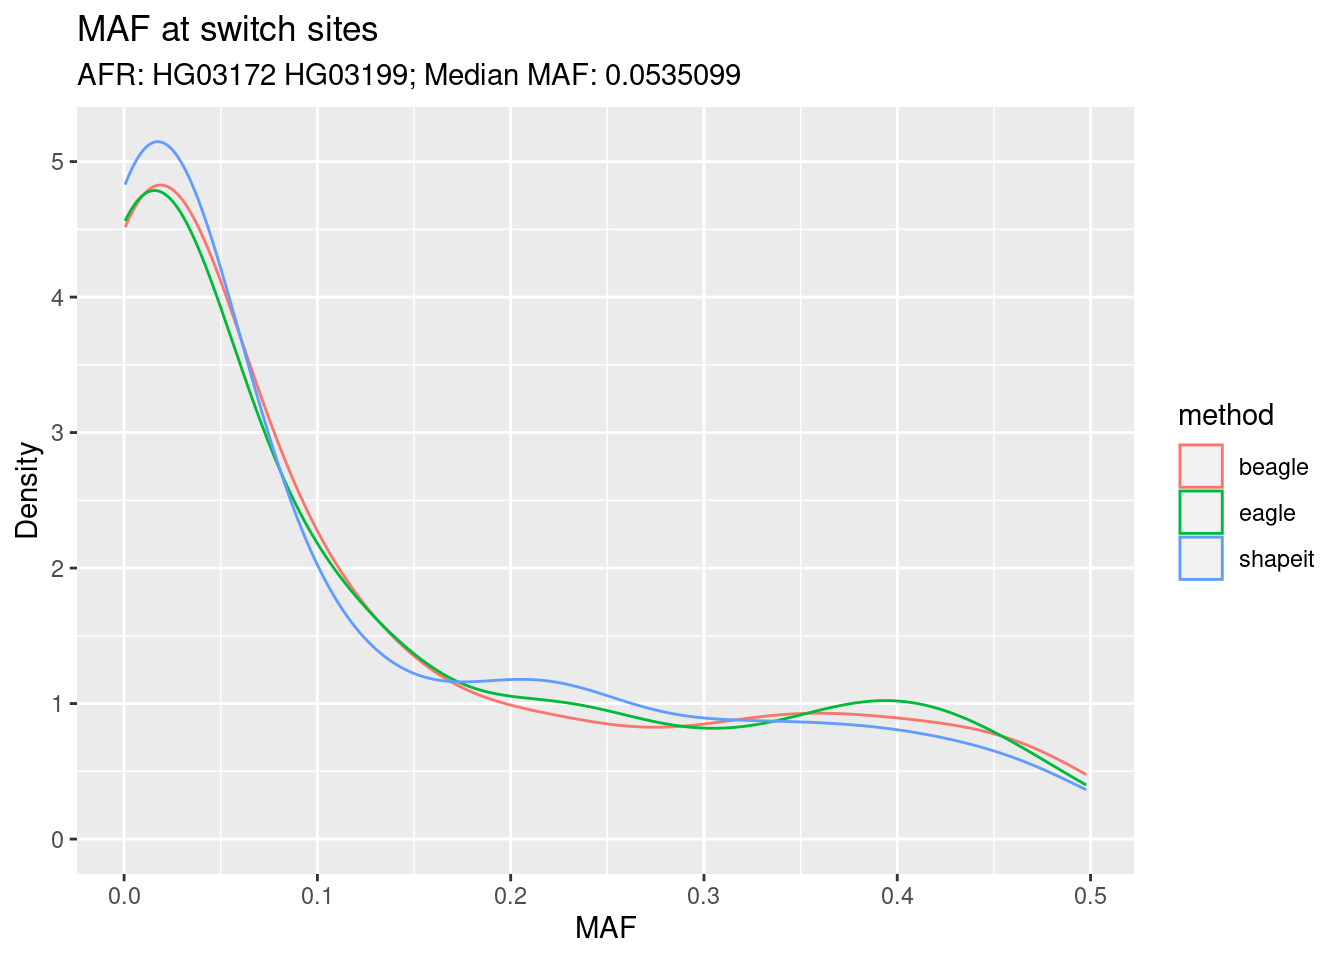 MAF at switch sites
AFR: HG03172 HG03199; Median MAF: 0.0535099
5
4
3
2
1
0
Density
0.0 0.1 0.2 0.3 0.4 0.5
MAF
method
beagle
eagle
shapeit